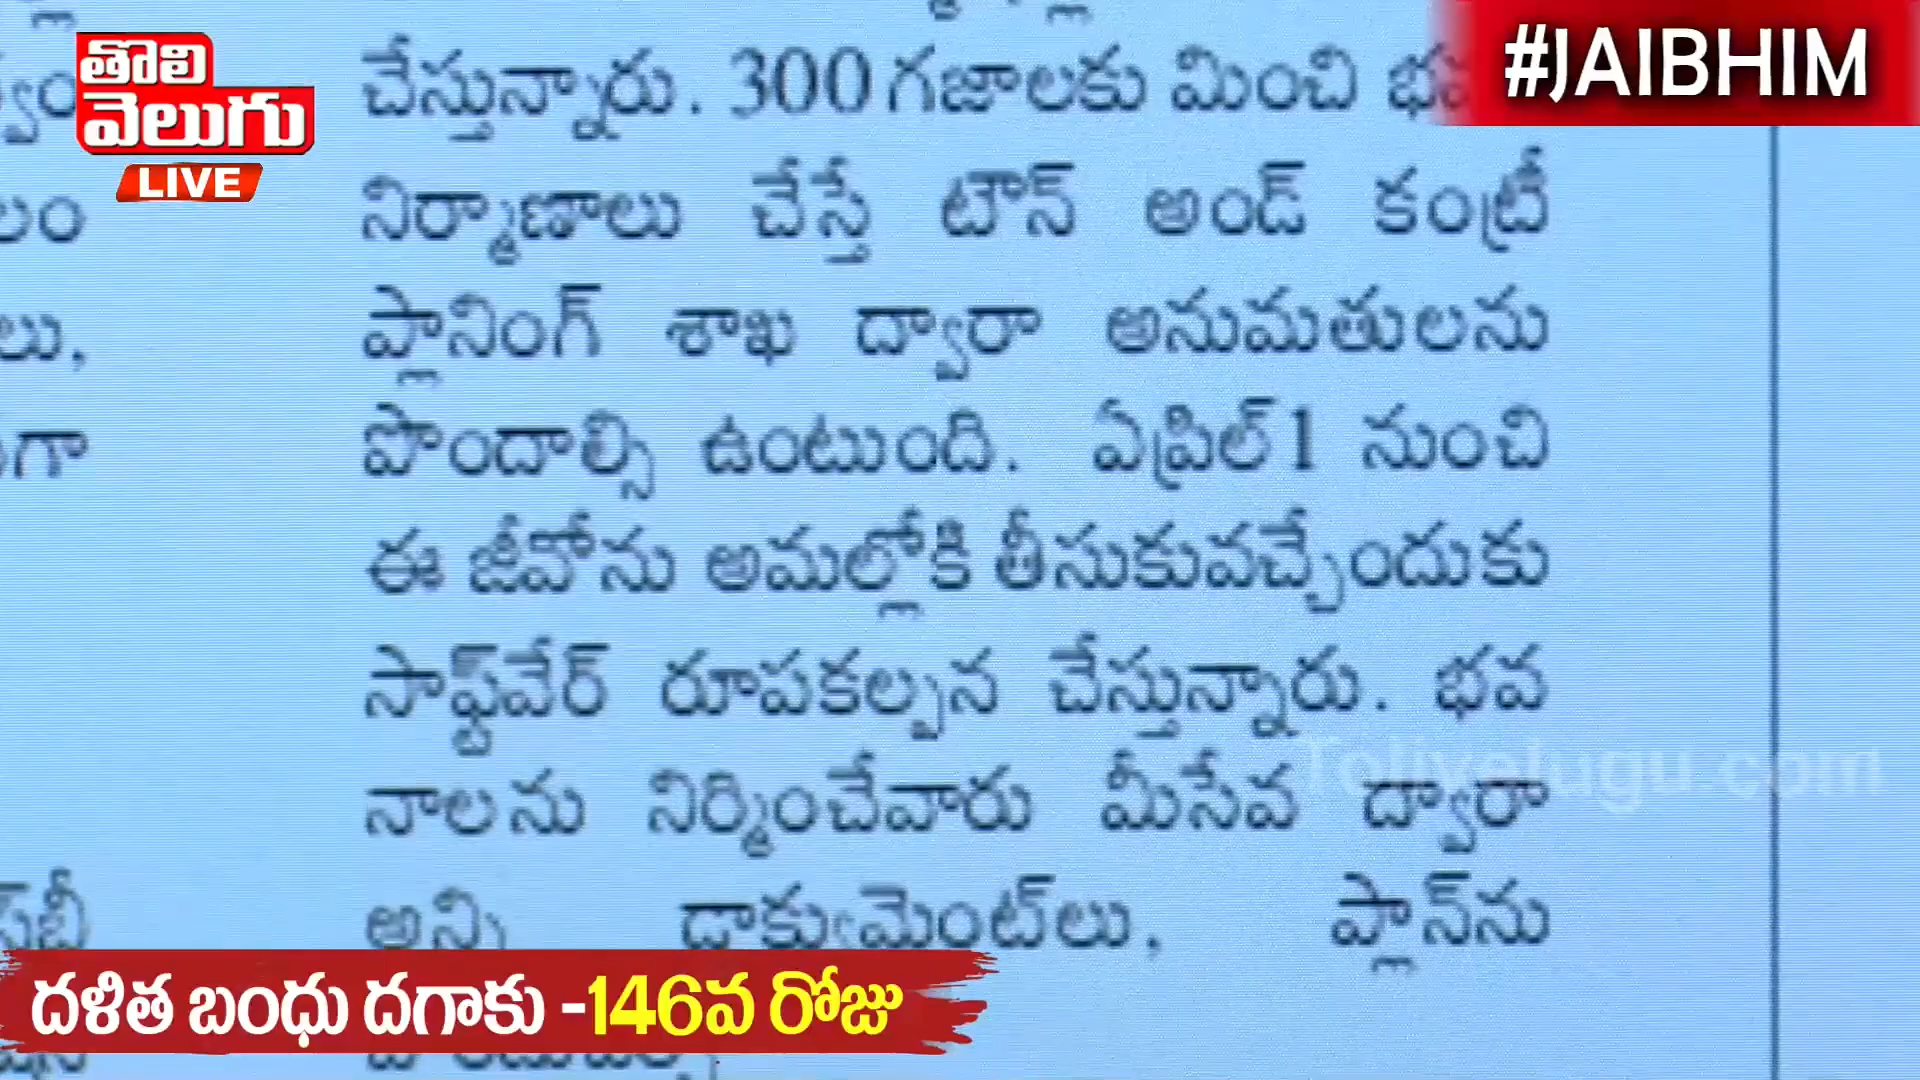 తొలి
వెలుగు
LIVE
#JAIBHIM
చేస్తున్నారు. 300 గజాలకు మించి
నిర్మాణాలు చేస్తే టౌన్ అండ్ కంట్రీ
ప్లానింగ్ శాఖ ద్వారా అనుమతులను
పొందాల్సి ఉంటుంది. ఏప్రిల్ 1 నుంచి
ఈ జీవోను అమల్లోకి తీసుకువచ్చేందుకు
సాఫ్ట్‌వేర్ రూపకల్పన చేస్తున్నారు. భవ
నాలను నిర్మించేవారు మీసేవ ద్వారా
అన్ని డాక్యుమెంట్‌లు, ప్లాన్‌ను
Tolivelugu.com
దళిత బంధు దగాకు -146వ రోజు